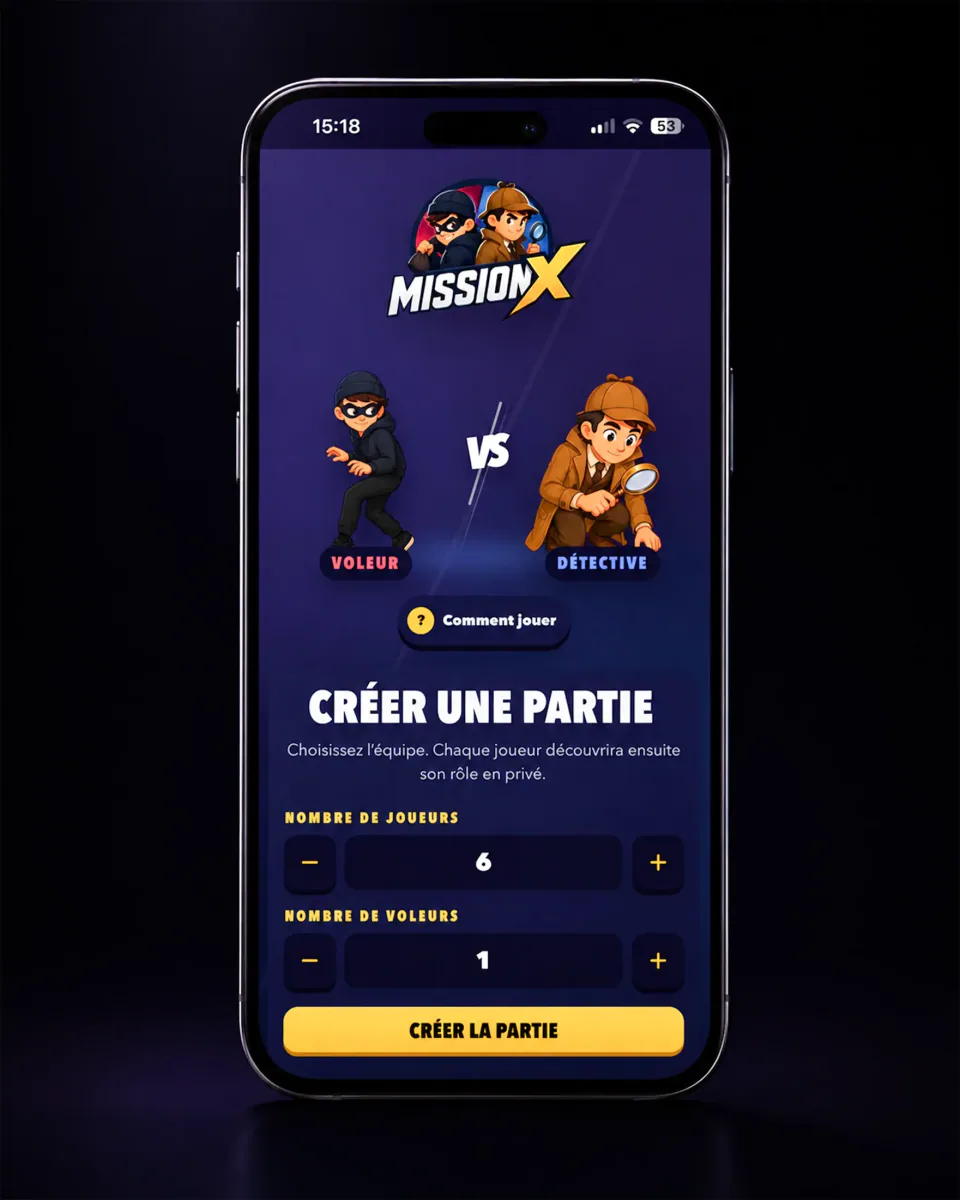 15:18
53
MISSION X
VS
VOLEUR
DÉTECTIVE
? Comment jouer
CRÉER UNE PARTIE
Choisissez l'équipe. Chaque joueur découvrira ensuite
son rôle en privé.
NOMBRE DE JOUEURS
− 6 +
NOMBRE DE VOLEURS
− 1 +
CRÉER LA PARTIE